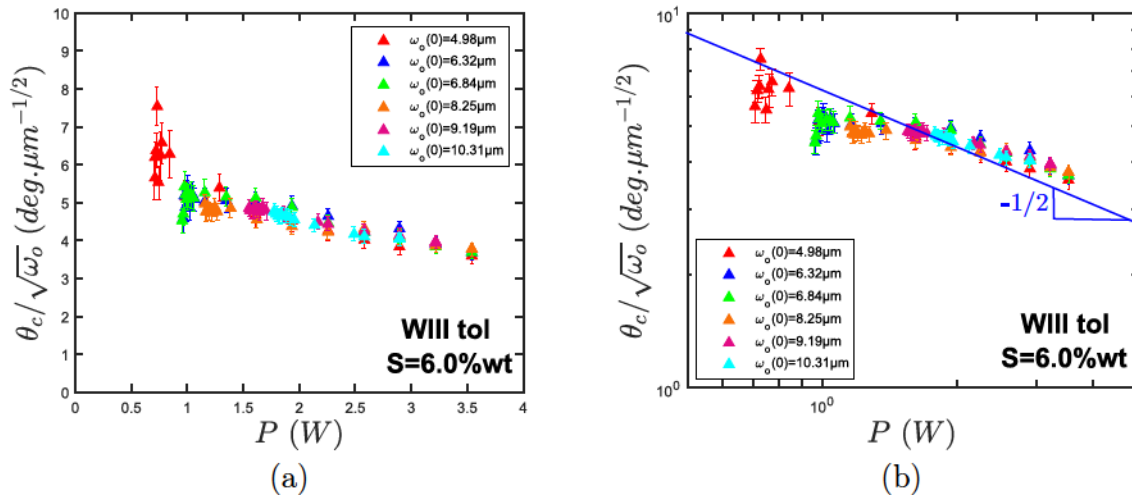 10
9
8
7
6
5
4
3
2
1
0
θc/√ωo (deg.μm−1/2)
ωo(0)=4.98μm
ωo(0)=6.32μm
ωo(0)=6.84μm
ωo(0)=8.25μm
ωo(0)=9.19μm
ωo(0)=10.31μm
WIII tol
S=6.0%wt
0 0.5 1 1.5 2 2.5 3 3.5 4
P (W)
(a)
10^1
10^0
θc/√ωo (deg.μm−1/2)
-1/2
ωo(0)=4.98μm
ωo(0)=6.32μm
ωo(0)=6.84μm
ωo(0)=8.25μm
ωo(0)=9.19μm
ωo(0)=10.31μm
WIII tol
S=6.0%wt
10^0
P (W)
(b)